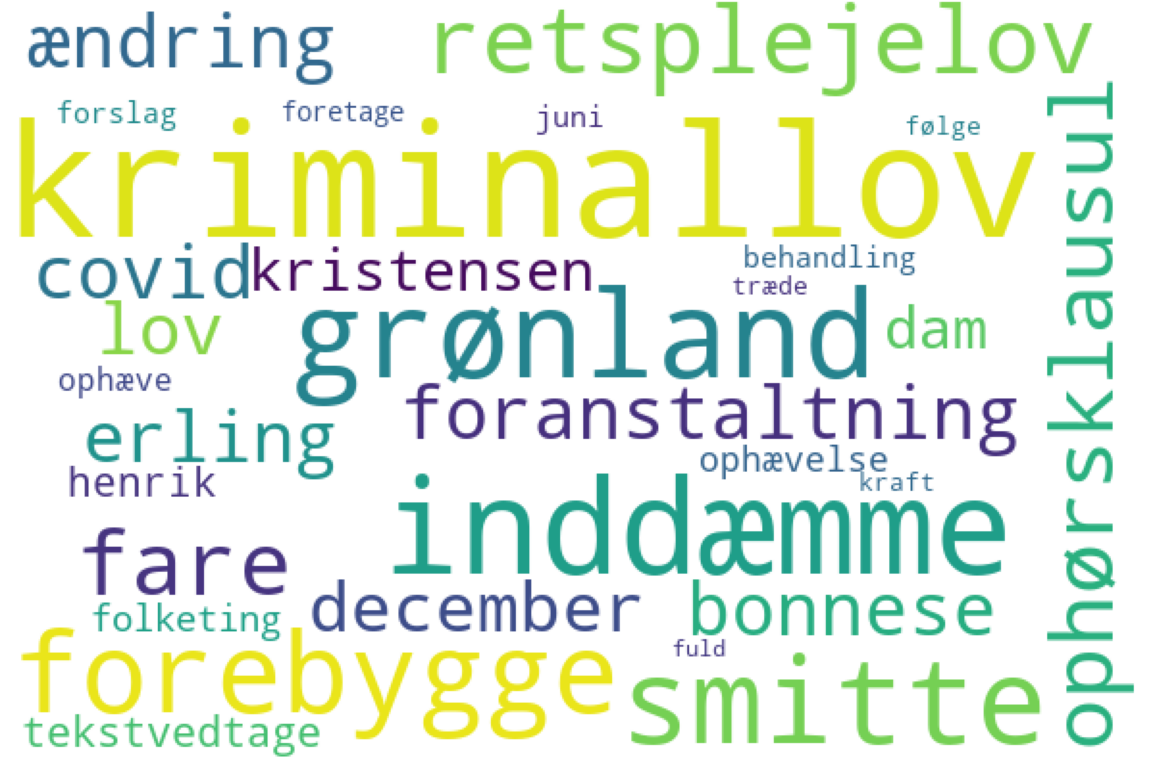 ændring
retsplejelov
forslag
foretage
juni
følge
kriminallov
ophørsklausul
covid
kristensen
behandling
træde
lov
grønland
dam
ophæve
foranstaltning
erling
ophævelse
henrik
kraft
inddæmme
fare
december
bonnese
folketing
forebygge
fuld
smitte
tekstvedtage